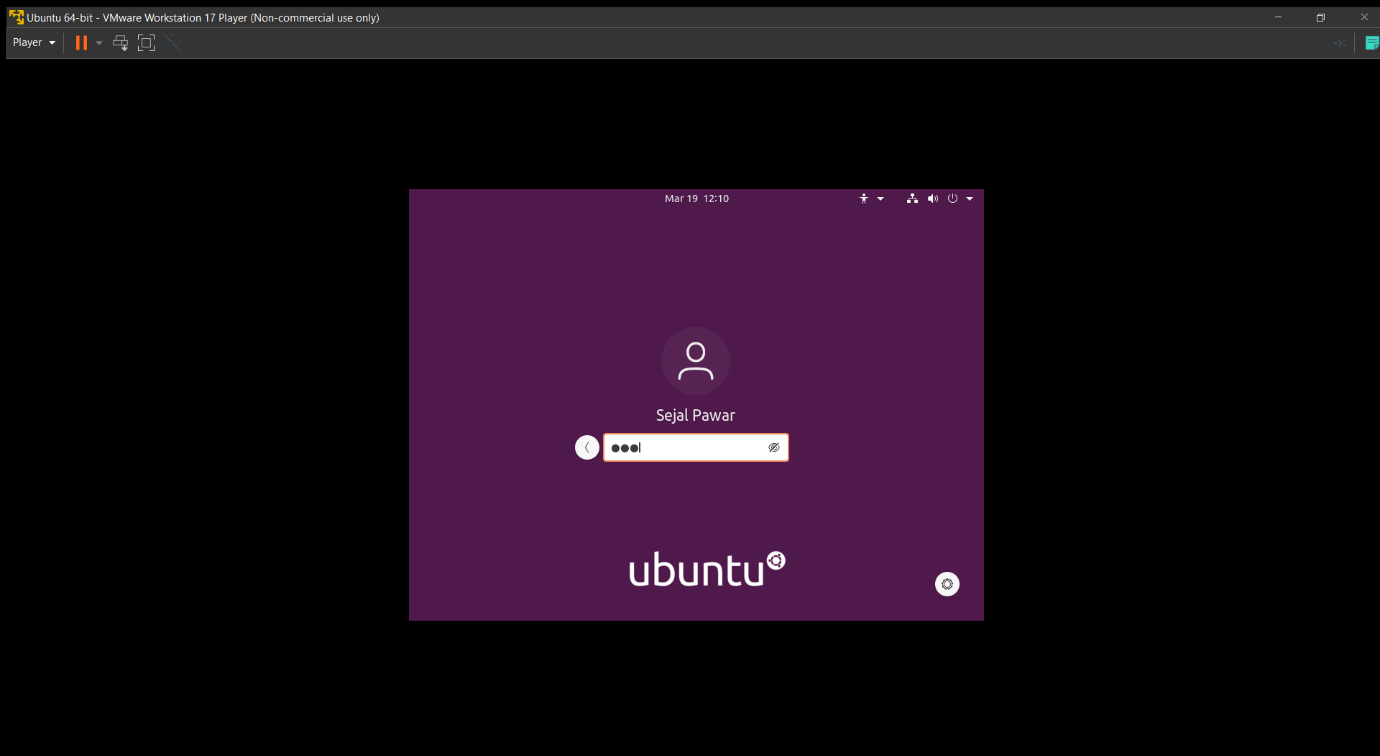 Ubuntu 64-bit - VMware Workstation 17 Player (Non-commercial use only)
Player
Mar 19 12:10
Sejal Pawar
ubuntu